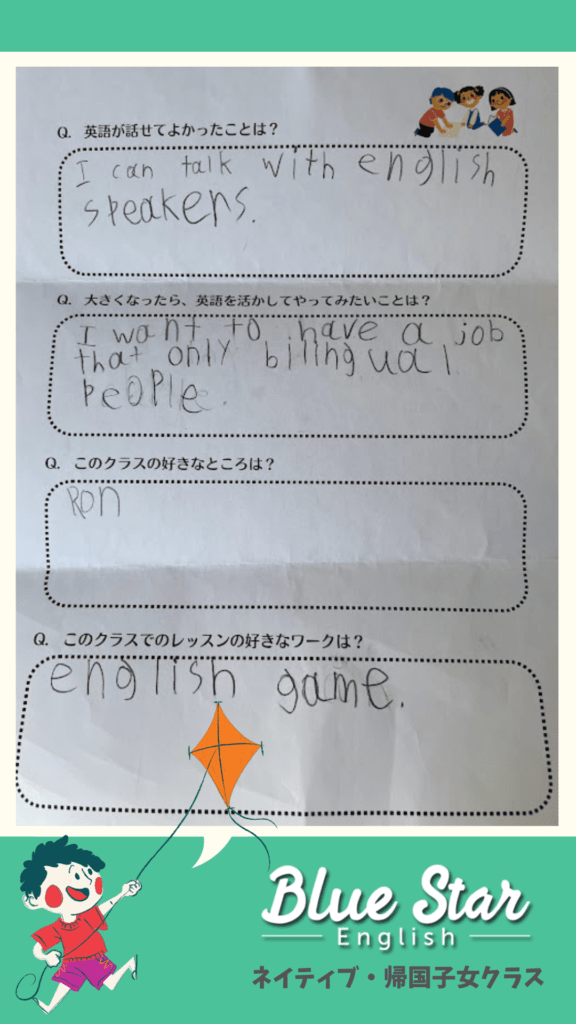 Q. 英語が話せてよかったことは？
I can talk with english
speakers.
Q. 大きくなったら、英語を活かしてやってみたいことは？
I want to have a job
that only bilingual
people.
Q. このクラスの好きなところは？
Ron
Q. このクラスでのレッスンの好きなワークは？
english game.
Blue Star
English
ネイティブ・帰国子女クラス